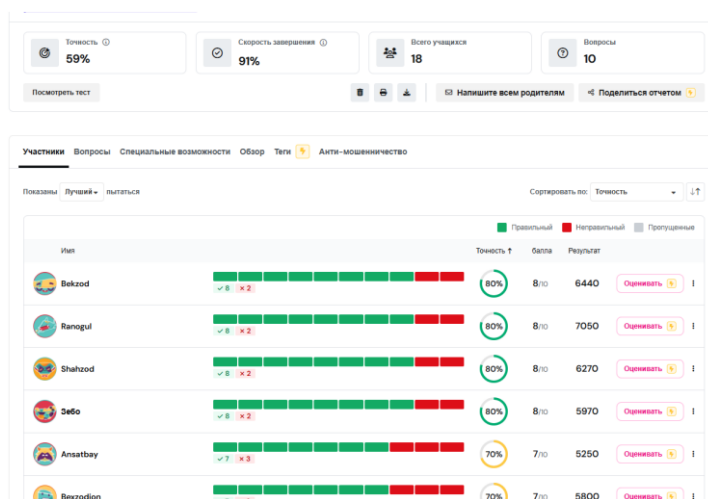 Точность
59%
Скорость завершения
91%
Всего учащихся
18
Вопросы
10
Посмотреть тест
Напишите всем родителям
Поделиться отчетом
Участники Вопросы Специальные возможности Обзор Теги Анти-мошенничество
Показаны Лучший пытаться
Сортировать по: Точность
Правильный Неправильный Пропущенные
Имя Точность ↑ балла Результат
Bekzod 80% 8/10 6440 Оценивать
✓ 8 × 2
Ranogul 80% 8/10 7050 Оценивать
✓ 8 × 2
Shahzod 80% 8/10 6270 Оценивать
✓ 8 × 2
Зебо 80% 8/10 5970 Оценивать
✓ 8 × 2
Ansatbay 70% 7/10 5250 Оценивать
✓ 7 × 3
Bexzodjon 70% 7/10 5800 Оценивать